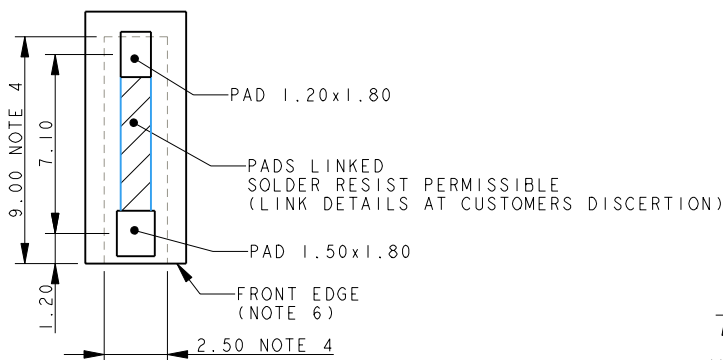 PAD 1.20x1.80
9.00 NOTE 4
7.10
PADS LINKED
SOLDER RESIST PERMISSIBLE
(LINK DETAILS AT CUSTOMERS DISCERTION)
PAD 1.50x1.80
1.20
FRONT EDGE
(NOTE 6)
2.50 NOTE 4